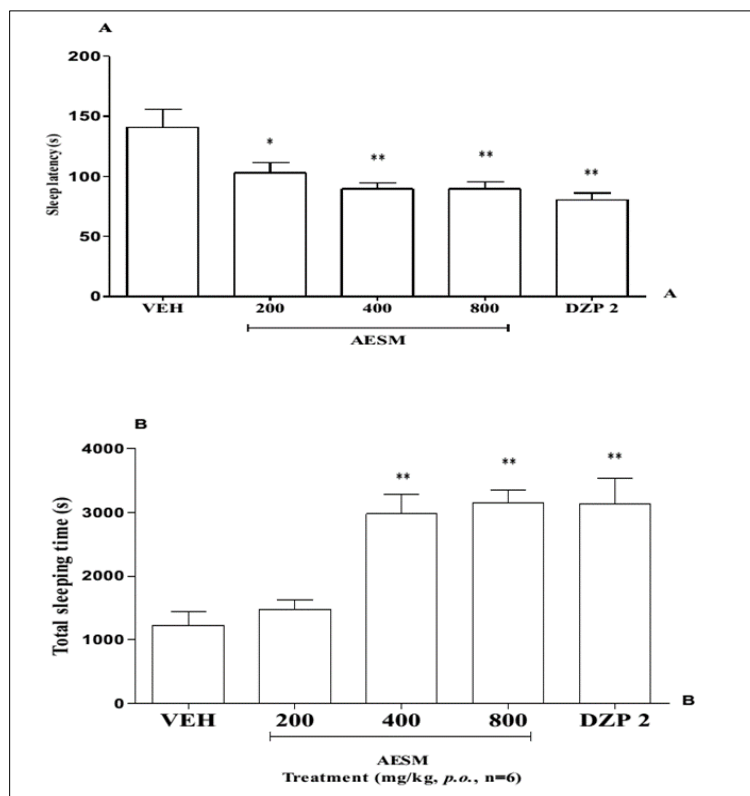 A
200
150
100
50
0
Sleep latency (s)
*
**
**
**
VEH 200 400 800 DZP 2
A
AESM
B
4000
3000
2000
1000
0
Total sleeping time (s)
**
**
**
VEH 200 400 800 DZP 2
B
AESM
Treatment (mg/kg, p.o., n=6)